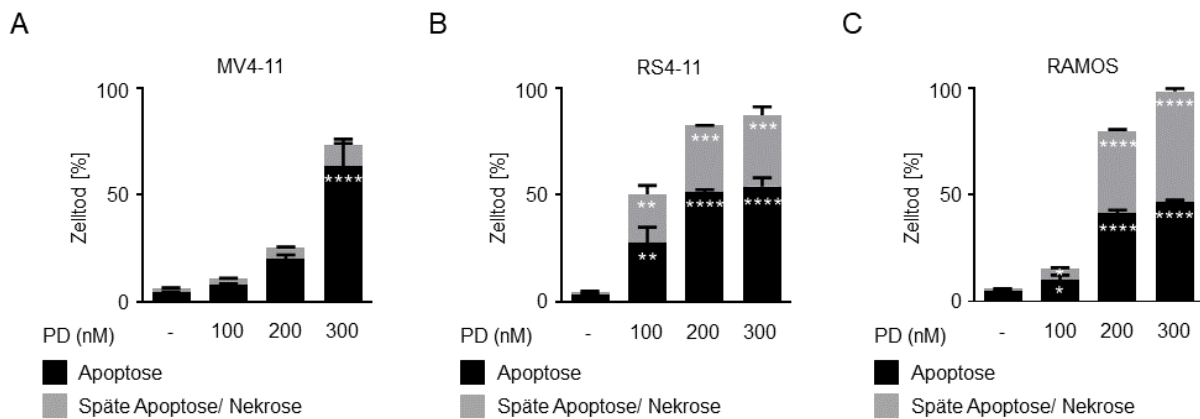 A
MV4-11
100
50
0
Zelltod [%]
****
PD (nM) - 100 200 300
Apoptose
Späte Apoptose/ Nekrose
B
RS4-11
100
50
0
Zelltod [%]
** *** ***
** **** ****
PD (nM) - 100 200 300
Apoptose
Späte Apoptose/ Nekrose
C
RAMOS
100
50
0
Zelltod [%]
* **** ****
* **** ****
PD (nM) - 100 200 300
Apoptose
Späte Apoptose/ Nekrose